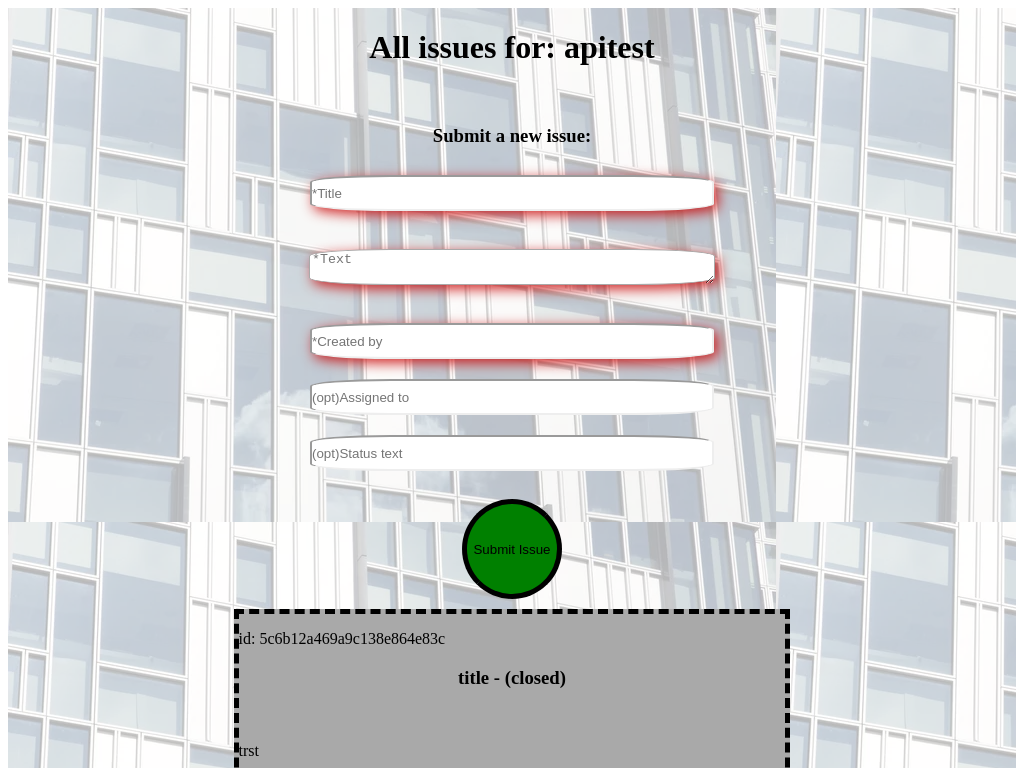 All issues for: apitest
Submit a new issue:
*Title
*Text
*Created by
(opt)Assigned to
(opt)Status text
Submit Issue
id: 5c6b12a469a9c138e864e83c
title - (closed)
trst